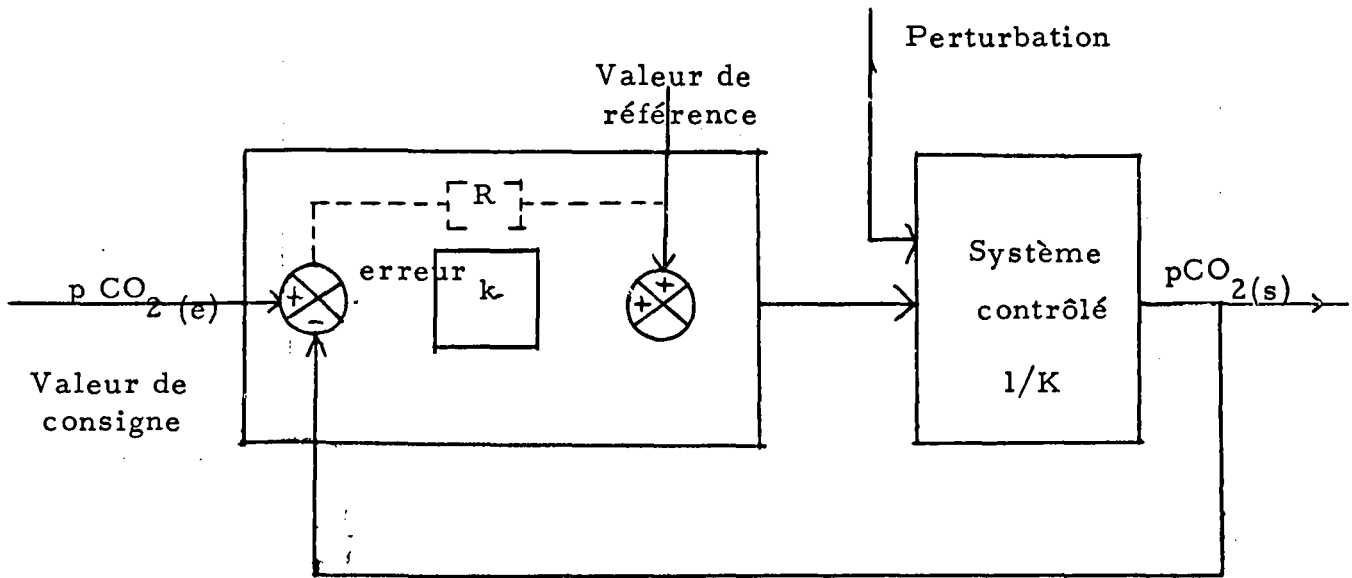 Perturbation
Valeur de
référence
R
erreur
k
+
-
+
+
p CO2 (e)
Valeur de
consigne
Système
contrôlé
1/K
pCO2(s)